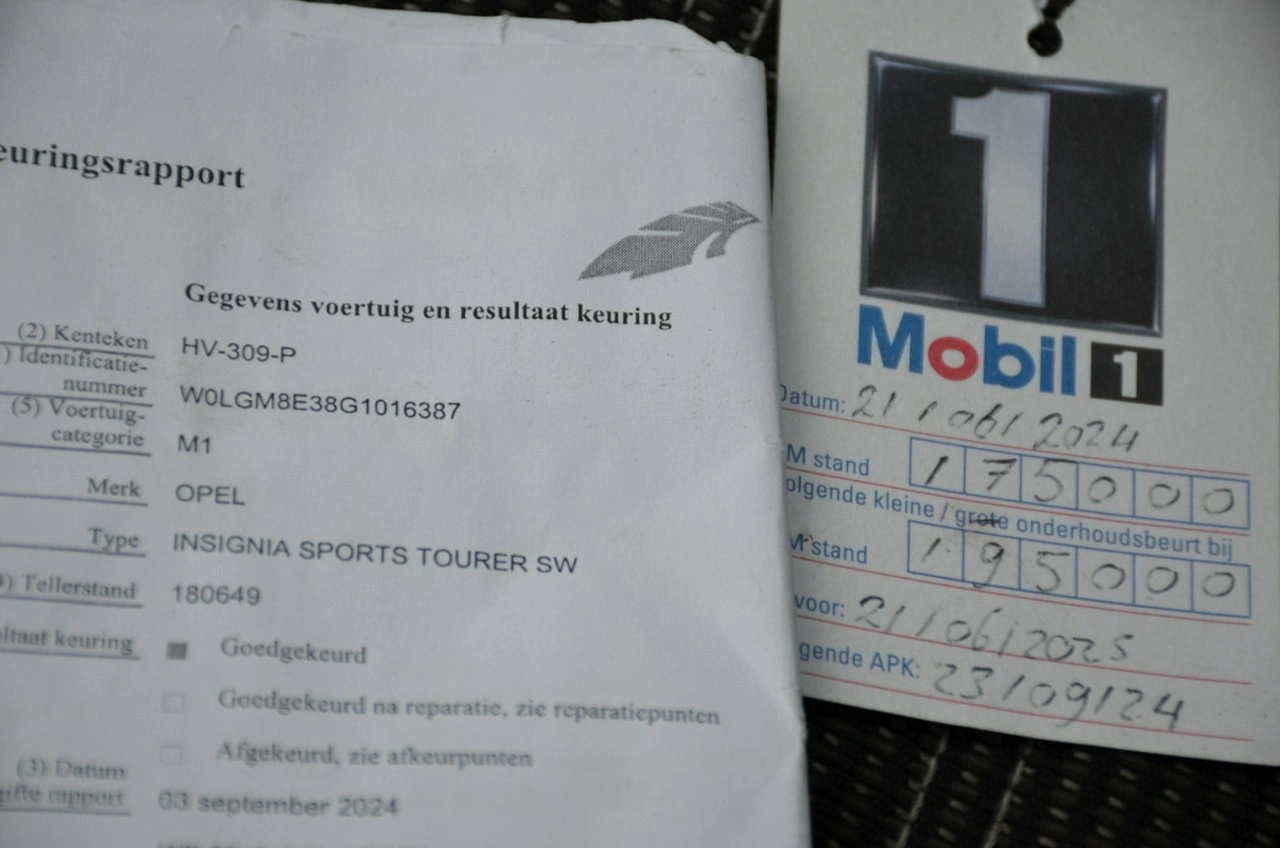 euringsrapport
Gegevens voertuig en resultaat keuring
(2) Kenteken HV-309-P
) Identificatie-
nummer W0LGM8E38G1016387
(5) Voertuig-
categorie M1
Merk OPEL
Type INSIGNIA SPORTS TOURER SW
4) Tellerstand 180649
ltaat keuring Goedgekeurd
Goedgekeurd na reparatie, zie reparatiepunten
Afgekeurd, zie afkeurpunten
(3) Datum
gifte rapport 03 september 2024
1
Mobil 1
Datum: 21/06/2024
M stand 175000
olgende kleine / grote onderhoudsbeurt bij
M stand 195000
voor: 21/06/2025
gende APK: 23/09/24